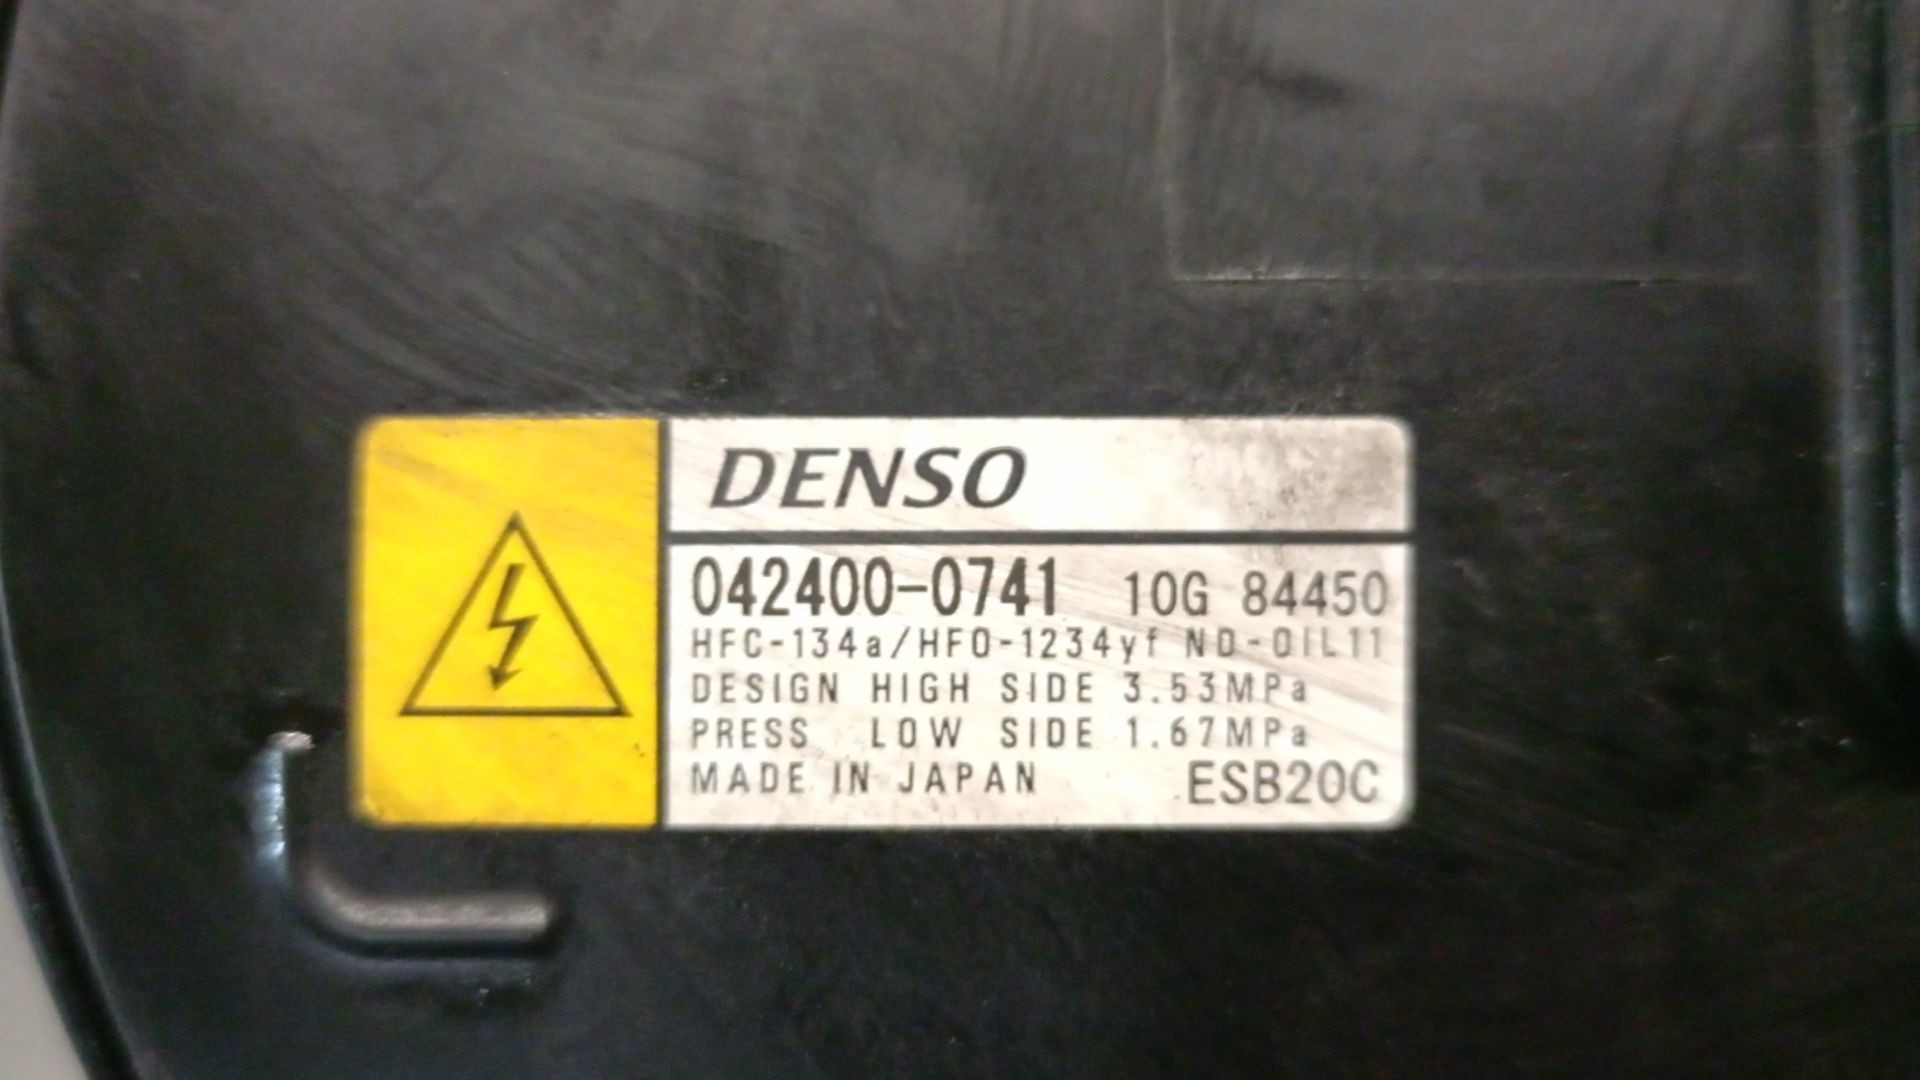 DENSO
042400-0741 10G 84450
HFC-134a/HFO-1234yf ND-OIL11
DESIGN HIGH SIDE 3.53MPa
PRESS LOW SIDE 1.67MPa
MADE IN JAPAN ESB20C